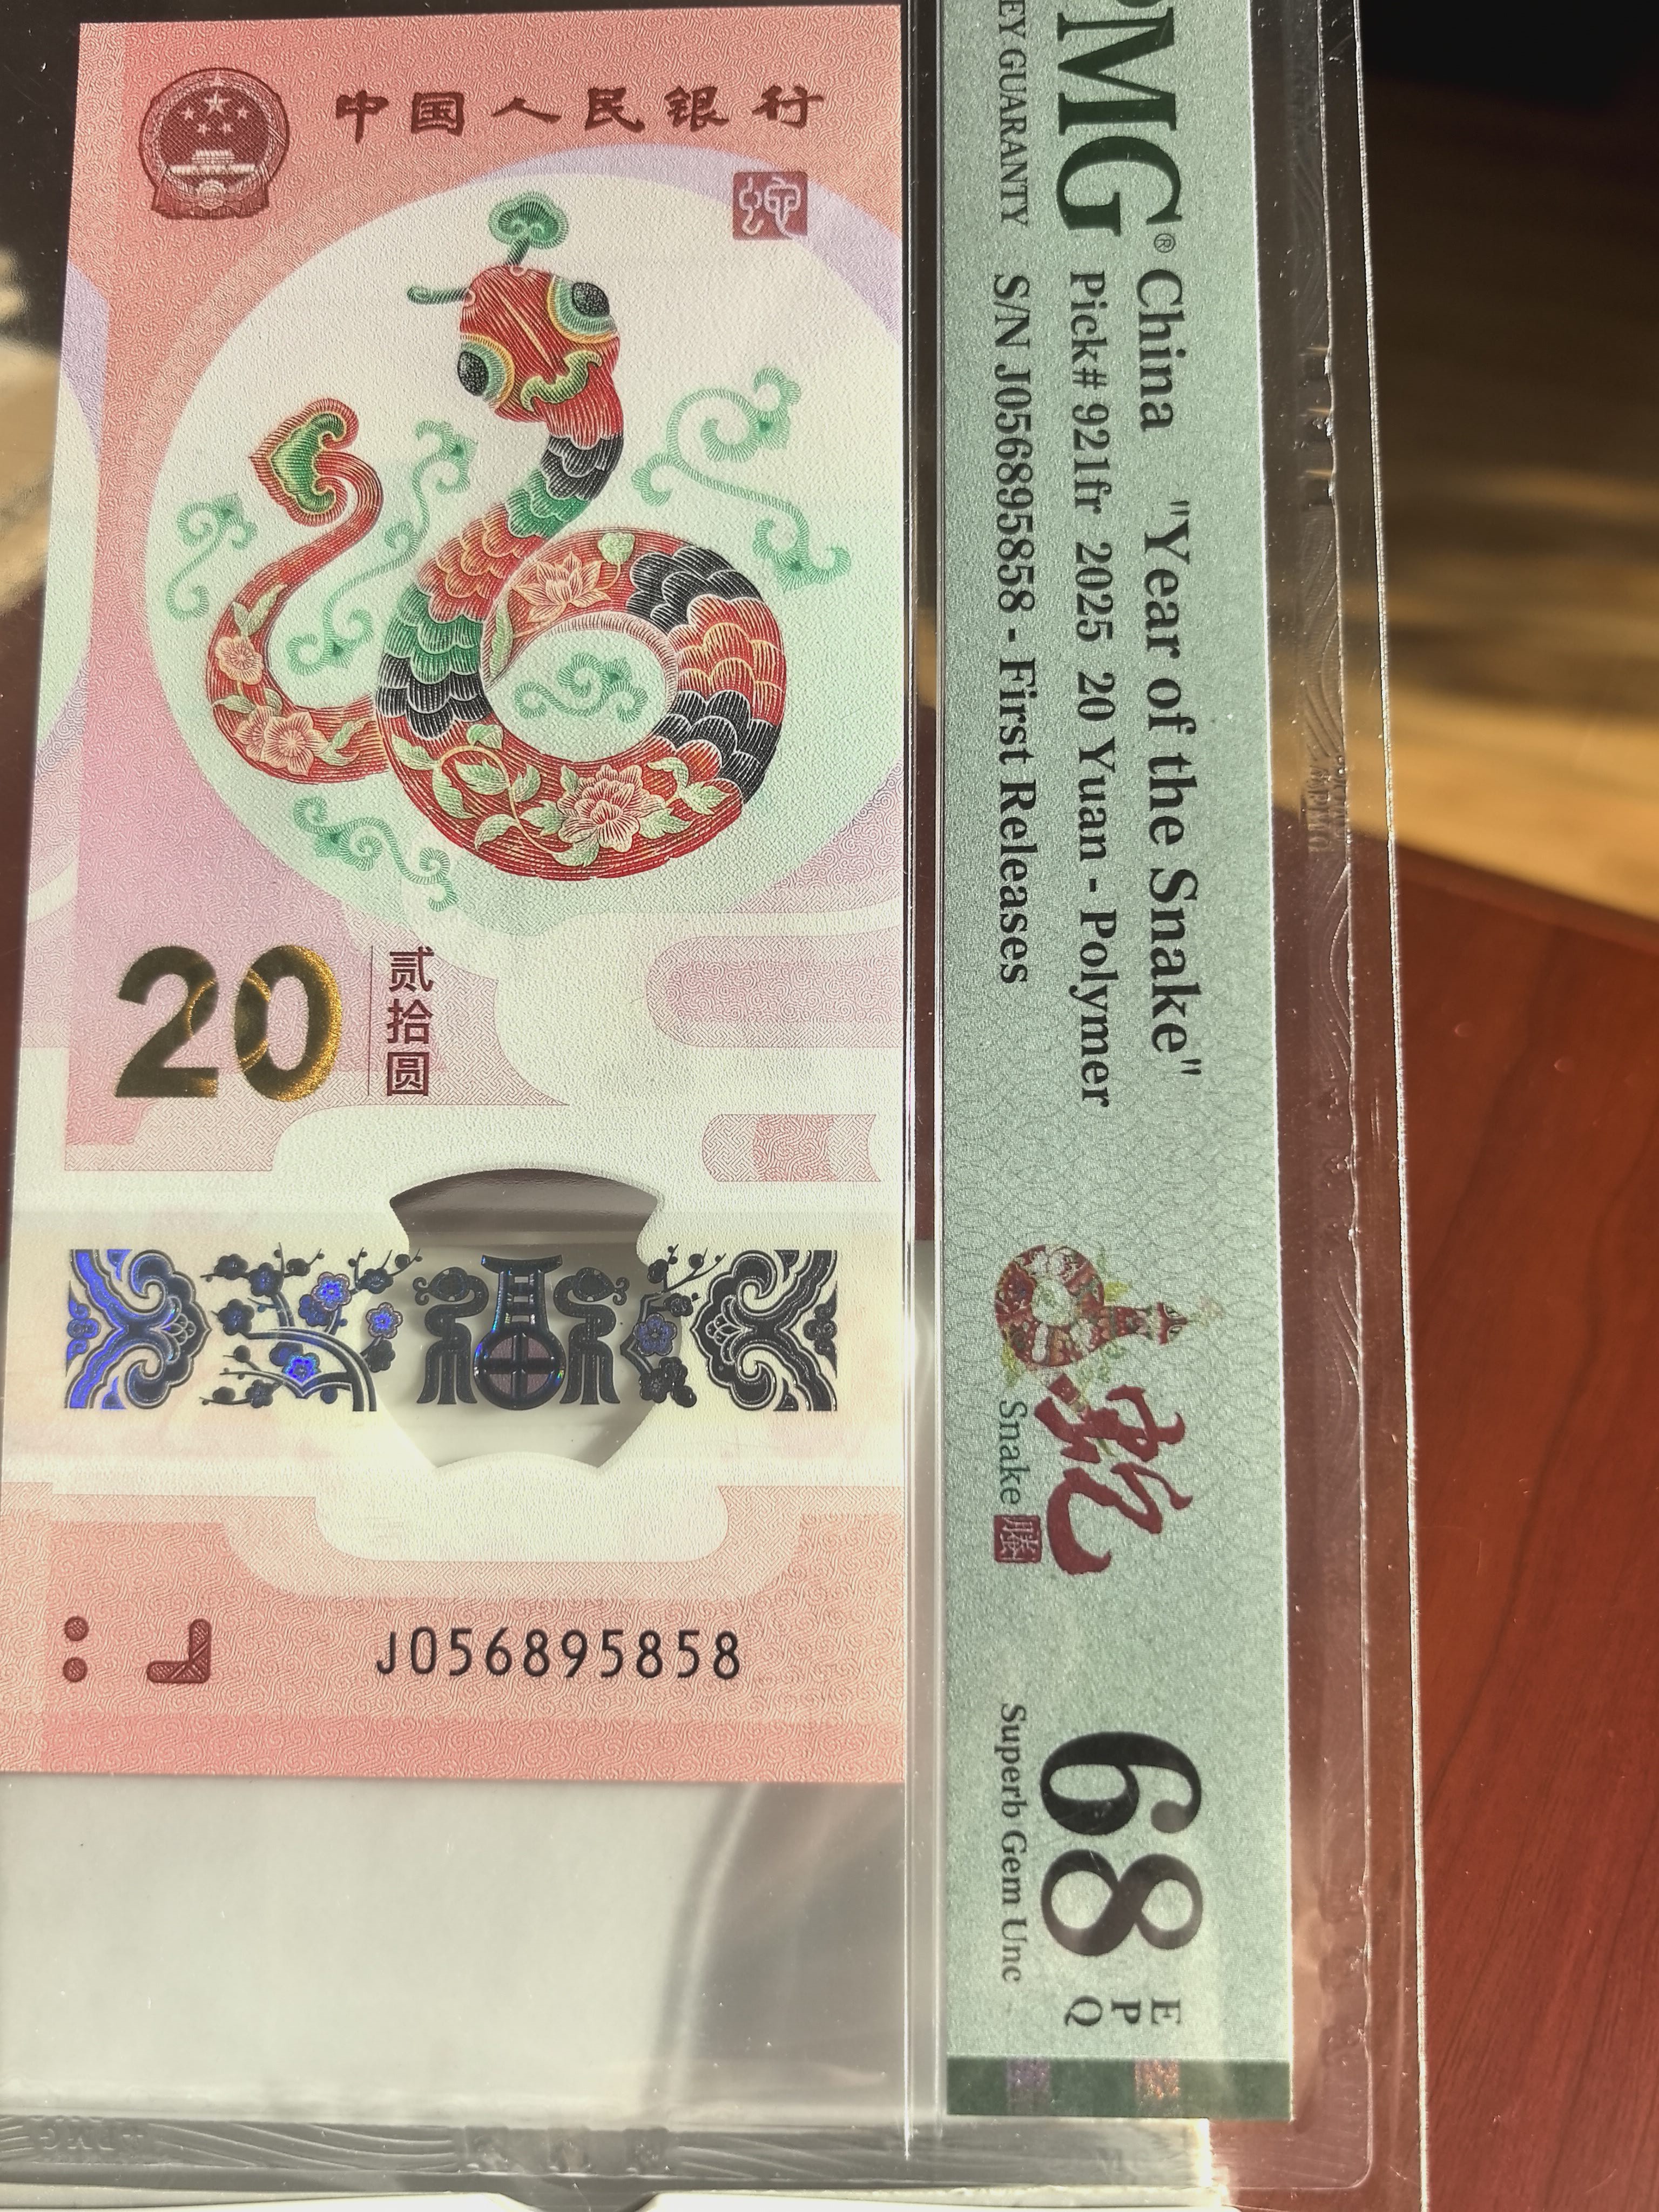 中国人民银行
20
贰拾圆
J056895858
PMG®
EY GUARANTY
China "Year of the Snake"
Pick# 921fr 2025 20 Yuan - Polymer
S/N J056895858 - First Releases
蛇
Snake
68 EPQ
Superb Gem Unc